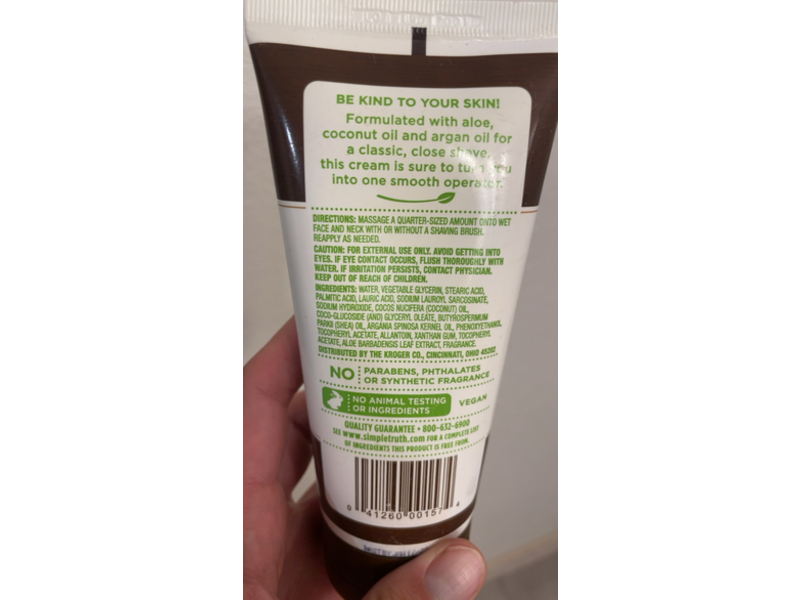 BE KIND TO YOUR SKIN!
Formulated with aloe,
coconut oil and argan oil for
a classic, close shave,
this cream is sure to turn you
into one smooth operator.
DIRECTIONS: MASSAGE A QUARTER-SIZED AMOUNT ONTO WET
FACE AND NECK WITH OR WITHOUT A SHAVING BRUSH.
REAPPLY AS NEEDED.
CAUTION: FOR EXTERNAL USE ONLY. AVOID GETTING INTO
EYES. IF EYE CONTACT OCCURS, FLUSH THOROUGHLY WITH
WATER. IF IRRITATION PERSISTS, CONTACT PHYSICIAN.
KEEP OUT OF REACH OF CHILDREN.
INGREDIENTS: WATER, VEGETABLE GLYCERIN, STEARIC ACID,
PALMITIC ACID, LAURIC ACID, SODIUM LAUROYL SARCOSINATE,
SODIUM HYDROXIDE, COCOS NUCIFERA (COCONUT) OIL,
COCO-GLUCOSIDE (AND) GLYCERYL OLEATE, BUTYROSPERMUM
PARKII (SHEA) OIL, ARGANIA SPINOSA KERNEL OIL, PHENOXYETHANOL,
TOCOPHERYL ACETATE, ALLANTOIN, XANTHAN GUM, TOCOPHERYL
ACETATE, ALOE BARBADENSIS LEAF EXTRACT, FRAGRANCE.
DISTRIBUTED BY THE KROGER CO., CINCINNATI, OHIO 45202
NO PARABENS, PHTHALATES
OR SYNTHETIC FRAGRANCE
NO ANIMAL TESTING
OR INGREDIENTS
VEGAN
QUALITY GUARANTEE • 800-632-6900
SEE www.simpletruth.com FOR A COMPLETE LIST
OF INGREDIENTS THIS PRODUCT IS FREE FROM.
0 41260 00157 4